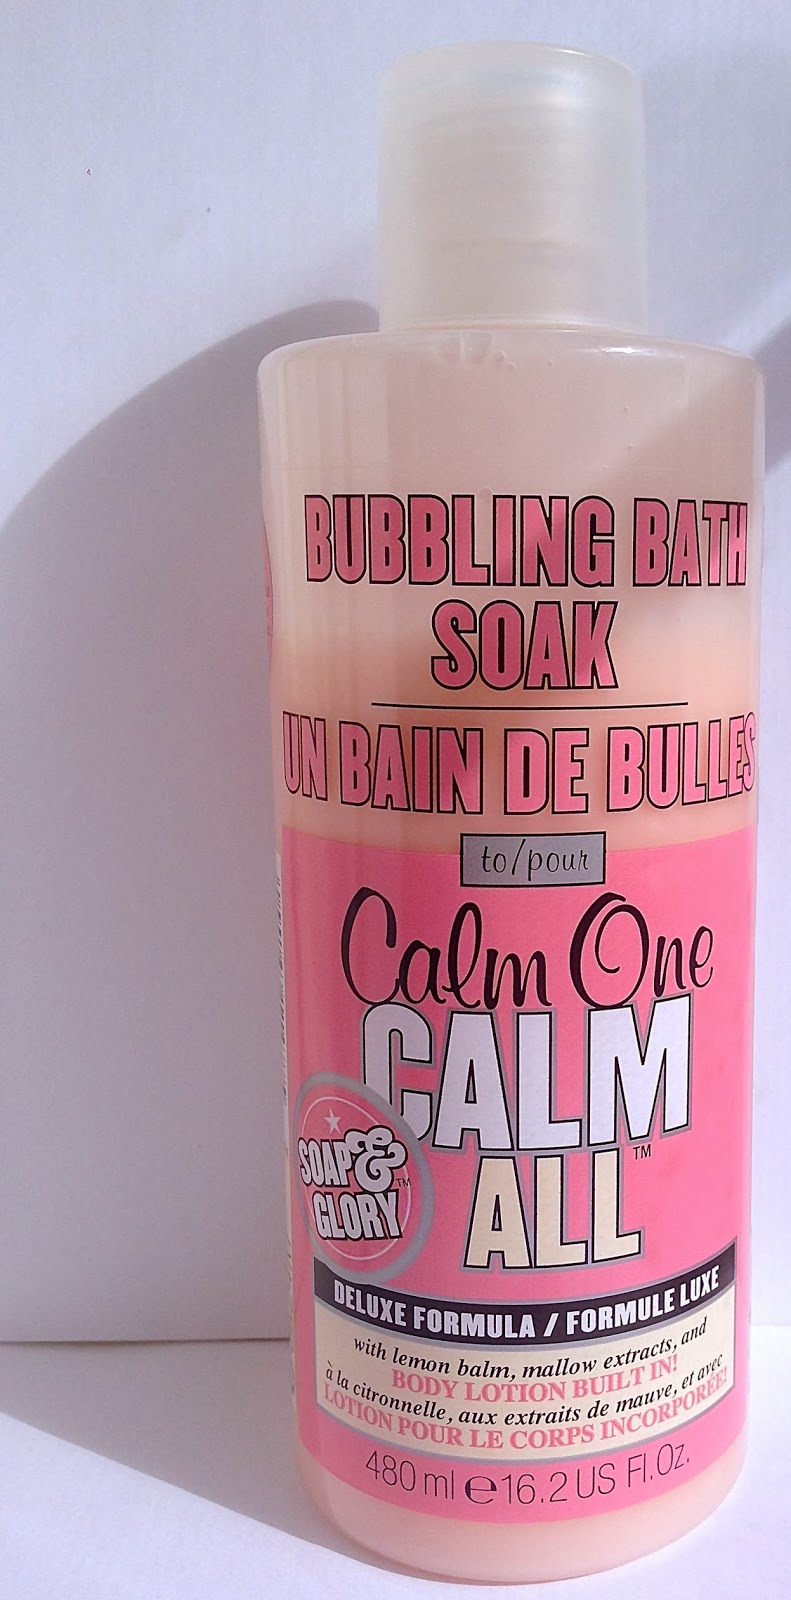 BUBBLING BATH
SOAK
UN BAIN DE BULLES
to/pour
Calm One
CALM
ALL™
SOAP &
GLORY™
DELUXE FORMULA / FORMULE LUXE
with lemon balm, mallow extracts, and
BODY LOTION BUILT IN!
à la citronnelle, aux extraits de mauve, et avec
LOTION POUR LE CORPS INCORPORÉE!
480 ml ℮ 16.2 US Fl.Oz.